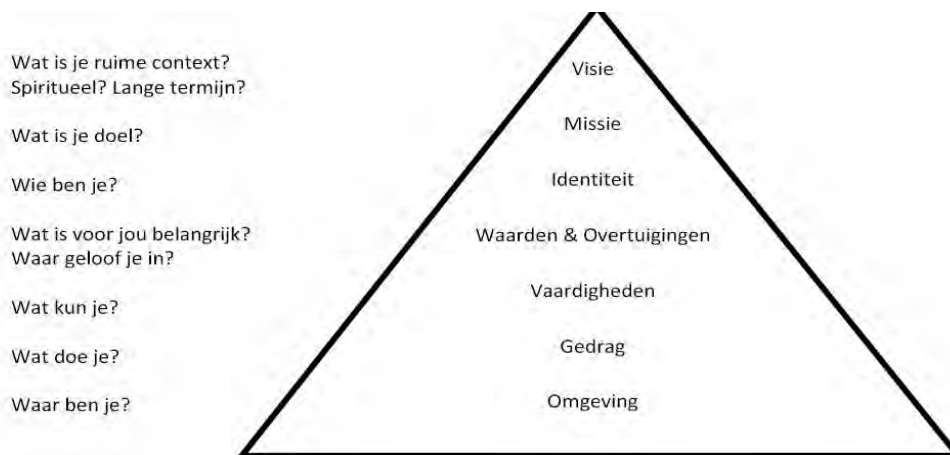 Wat is je ruime context?
Spiritueel? Lange termijn?
Visie
Wat is je doel?
Missie
Wie ben je?
Identiteit
Wat is voor jou belangrijk?
Waar geloof je in?
Waarden & Overtuigingen
Wat kun je?
Vaardigheden
Wat doe je?
Gedrag
Waar ben je?
Omgeving